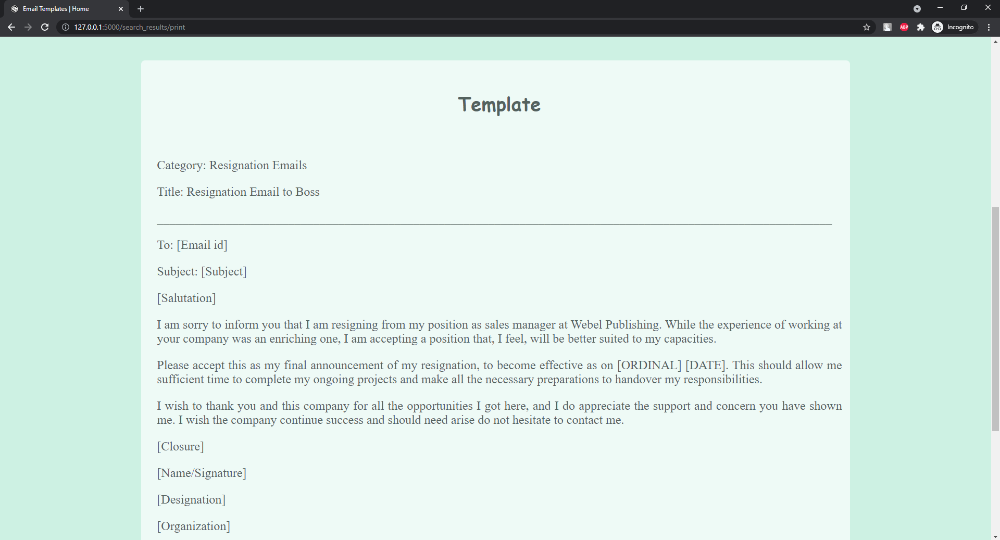 Email Templates | Home
127.0.0.1:5000/search_results/print
ABP
Incognito
Template
Category: Resignation Emails
Title: Resignation Email to Boss
To: [Email id]
Subject: [Subject]
[Salutation]
I am sorry to inform you that I am resigning from my position as sales manager at Webel Publishing. While the experience of working at
your company was an enriching one, I am accepting a position that, I feel, will be better suited to my capacities.
Please accept this as my final announcement of my resignation, to become effective as on [ORDINAL] [DATE]. This should allow me
sufficient time to complete my ongoing projects and make all the necessary preparations to handover my responsibilities.
I wish to thank you and this company for all the opportunities I got here, and I do appreciate the support and concern you have shown
me. I wish the company continue success and should need arise do not hesitate to contact me.
[Closure]
[Name/Signature]
[Designation]
[Organization]